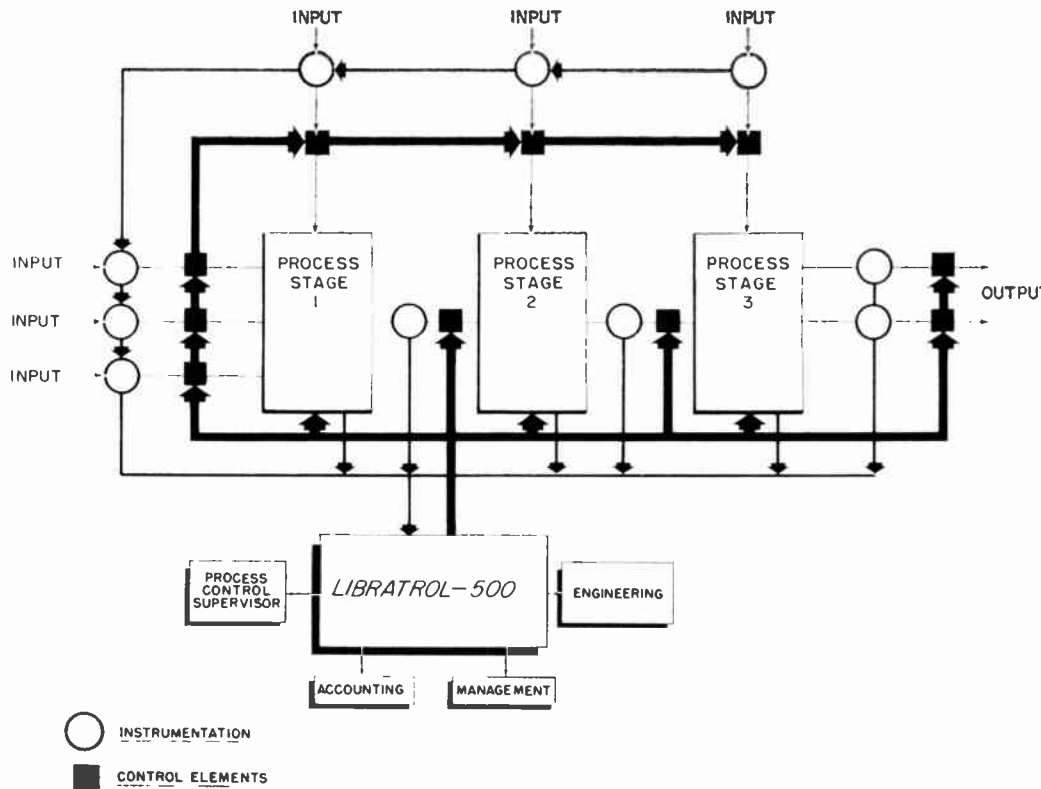 INPUT
INPUT
INPUT
INPUT
INPUT
INPUT
PROCESS
STAGE
1
PROCESS
STAGE
2
PROCESS
STAGE
3
OUTPUT
PROCESS
CONTROL
SUPERVISOR
LIBRATROL-500
ENGINEERING
ACCOUNTING
MANAGEMENT
INSTRUMENTATION
CONTROL ELEMENTS